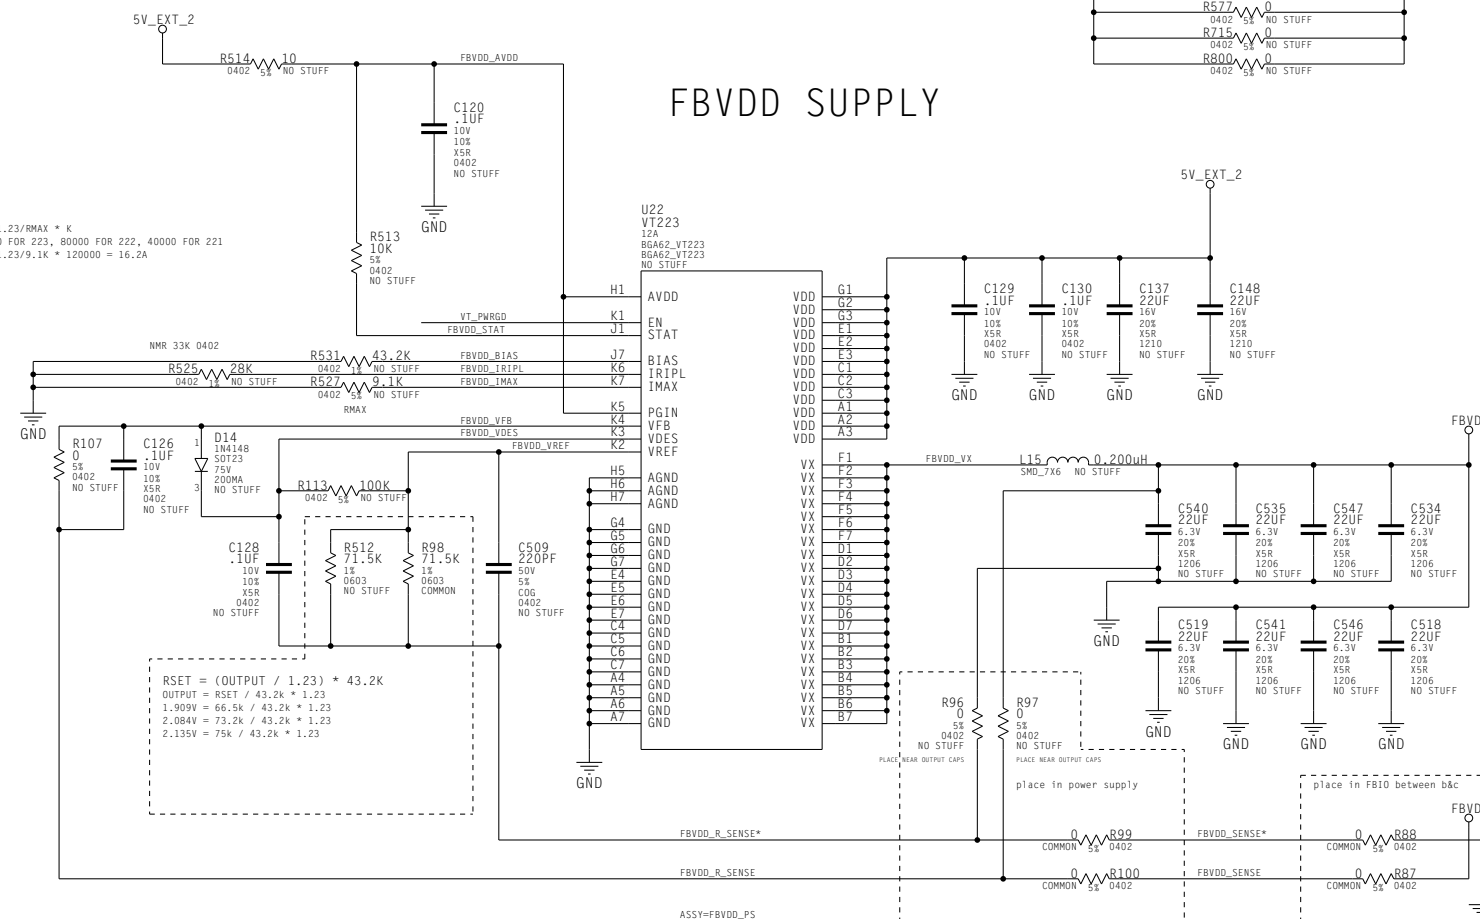 5V_EXT_2
R577 0
0402 5% NO STUFF
R715 0
0402 5% NO STUFF
R800 0
0402 5% NO STUFF
R514 10
0402 5% NO STUFF
FBVDD_AVDD
FBVDD SUPPLY
C120
.1UF
10V
10%
X5R
0402
NO STUFF
GND
5V_EXT_2
.23/RMAX * K
FOR 223, 80000 FOR 222, 40000 FOR 221
.23/9.1K * 120000 = 16.2A
R513
10K
5%
0402
NO STUFF
U22
VT223
12A
BGA62_VT223
BGA62_VT223
NO STUFF
H1 AVDD
VT_PWRGD K1 EN
FBVDD_STAT J1 STAT
NMR 33K 0402
R531 43.2K FBVDD_BIAS J7 BIAS
0402 1% NO STUFF
R525 28K FBVDD_IRIPL K6 IRIPL
0402 1% NO STUFF
R527 9.1K FBVDD_IMAX K7 IMAX
0402 5% NO STUFF
RMAX
GND
K5 PGIN
FBVDD_VFB K4 VFB
FBVDD_VDES K3 VDES
FBVDD_VREF K2 VREF
H5 AGND
H6 AGND
H7 AGND
G4 GND
G5 GND
G6 GND
G7 GND
E4 GND
E5 GND
E6 GND
E7 GND
C4 GND
C5 GND
C6 GND
C7 GND
A4 GND
A5 GND
A6 GND
A7 GND
GND
VDD G1
VDD G2
VDD G3
VDD E1
VDD E2
VDD E3
VDD C1
VDD C2
VDD C3
VDD A1
VDD A2
VDD A3
VX F1
VX F2
VX F3
VX F4
VX F5
VX F6
VX F7
VX D1
VX D2
VX D3
VX D4
VX D5
VX D6
VX D7
VX B1
VX B2
VX B3
VX B4
VX B5
VX B6
VX B7
C129
.1UF
10V
10%
X5R
0402
NO STUFF
GND
C130
.1UF
10V
10%
X5R
0402
NO STUFF
GND
C137
22UF
16V
20%
X5R
1210
NO STUFF
GND
C148
22UF
16V
20%
X5R
1210
NO STUFF
GND
R107
0
5%
0402
NO STUFF
C126
.1UF
10V
10%
X5R
0402
NO STUFF
1
3
D14
1N4148
SOT23
75V
200MA
NO STUFF
R113 100K
0402 5% NO STUFF
C128
.1UF
10V
10%
X5R
0402
NO STUFF
R512
71.5K
1%
0603
NO STUFF
R98
71.5K
1%
0603
COMMON
C509
220PF
50V
5%
COG
0402
NO STUFF
RSET = (OUTPUT / 1.23) * 43.2K
OUTPUT = RSET / 43.2k * 1.23
1.909V = 66.5k / 43.2k * 1.23
2.084V = 73.2k / 43.2k * 1.23
2.135V = 75k / 43.2k * 1.23
FBVD
FBVDD_VX L15 0.200uH
SMD_7X6 NO STUFF
C540
22UF
6.3V
20%
X5R
1206
NO STUFF
C535
22UF
6.3V
20%
X5R
1206
NO STUFF
C547
22UF
6.3V
20%
X5R
1206
NO STUFF
C534
22UF
6.3V
20%
X5R
1206
NO STUFF
GND
C519
22UF
6.3V
20%
X5R
1206
NO STUFF
GND
C541
22UF
6.3V
20%
X5R
1206
NO STUFF
GND
C546
22UF
6.3V
20%
X5R
1206
NO STUFF
GND
C518
22UF
6.3V
20%
X5R
1206
NO STUFF
GND
R96
0
5%
0402
NO STUFF
PLACE NEAR OUTPUT CAPS
R97
0
5%
0402
NO STUFF
PLACE NEAR OUTPUT CAPS
place in power supply
place in FBIO between b&c
FBVD
FBVDD_R_SENSE* 0 R99 FBVDD_SENSE* 0 R88
COMMON 5% 0402 COMMON 5% 0402
FBVDD_R_SENSE 0 R100 FBVDD_SENSE 0 R87
COMMON 5% 0402 COMMON 5% 0402
ASSY=FBVDD_PS